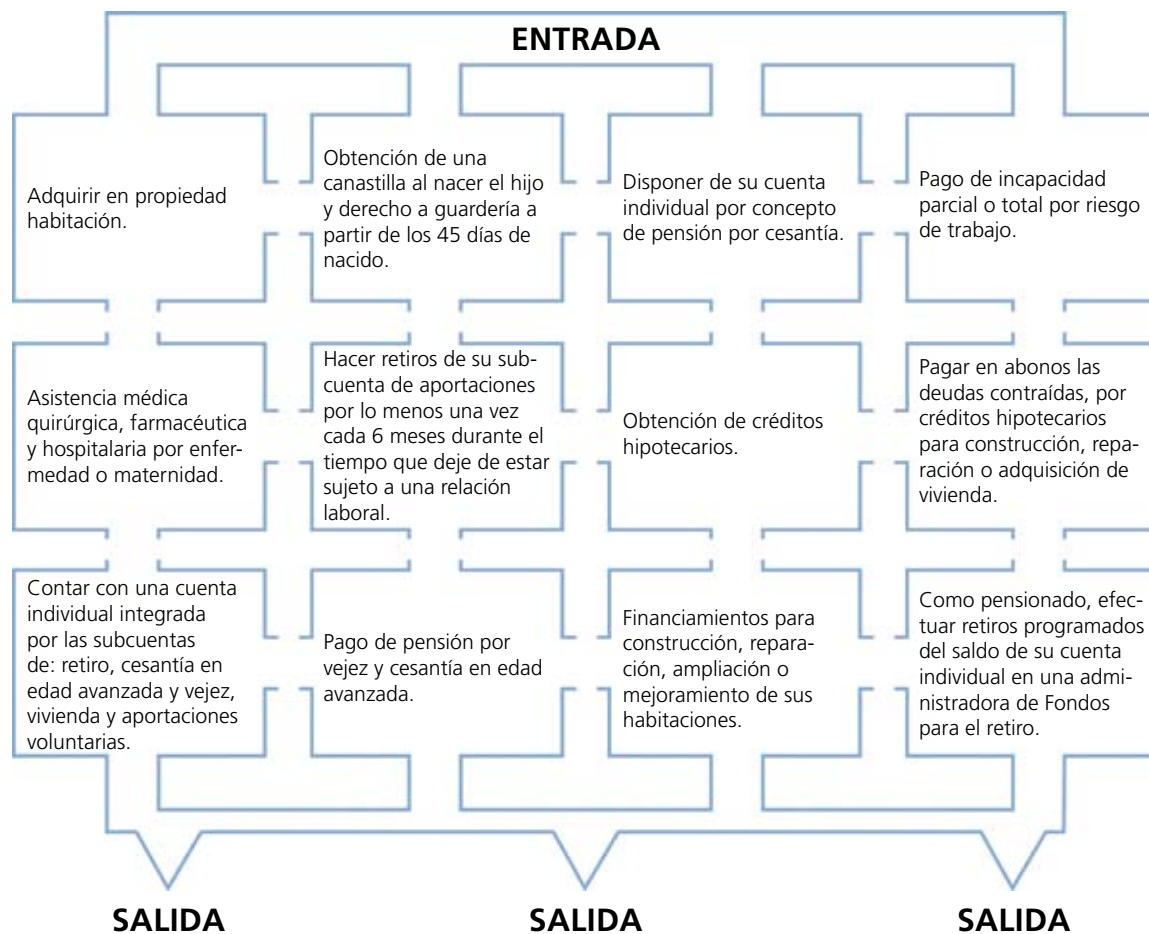 ENTRADA
Adquirir en propiedad
habitación.
Obtención de una
canastilla al nacer el hijo
y derecho a guardería a
partir de los 45 días de
nacido.
Disponer de su cuenta
individual por concepto
de pensión por cesantía.
Pago de incapacidad
parcial o total por riesgo
de trabajo.
Asistencia médica
quirúrgica, farmacéutica
y hospitalaria por enfer-
medad o maternidad.
Hacer retiros de su sub-
cuenta de aportaciones
por lo menos una vez
cada 6 meses durante el
tiempo que deje de estar
sujeto a una relación
laboral.
Obtención de créditos
hipotecarios.
Pagar en abonos las
deudas contraídas, por
créditos hipotecarios
para construcción, repa-
ración o adquisición de
vivienda.
Contar con una cuenta
individual integrada
por las subcuentas
de: retiro, cesantía en
edad avanzada y vejez,
vivienda y aportaciones
voluntarias.
Pago de pensión por
vejez y cesantía en edad
avanzada.
Financiamientos para
construcción, repara-
ción, ampliación o
mejoramiento de sus
habitaciones.
Como pensionado, efec-
tuar retiros programados
del saldo de su cuenta
individual en una admi-
nistradora de Fondos
para el retiro.
SALIDA
SALIDA
SALIDA